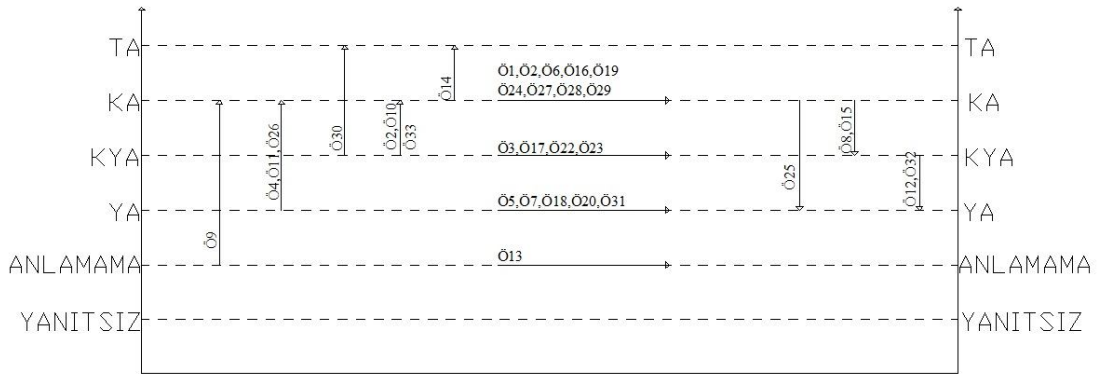 TA
TA
Ö14
Ö1,Ö2,Ö6,Ö16,Ö19
Ö24,Ö27,Ö28,Ö29
KA
KA
Ö30
Ö2,Ö10
Ö33
Ö8,Ö15
Ö4,Ö11,Ö26
KYA
Ö3,Ö17,Ö22,Ö23
KYA
Ö25
Ö12,Ö32
YA
Ö5,Ö7,Ö18,Ö20,Ö31
YA
Ö9
ANLAMAMA
Ö13
ANLAMAMA
YANITSIZ
YANITSIZ